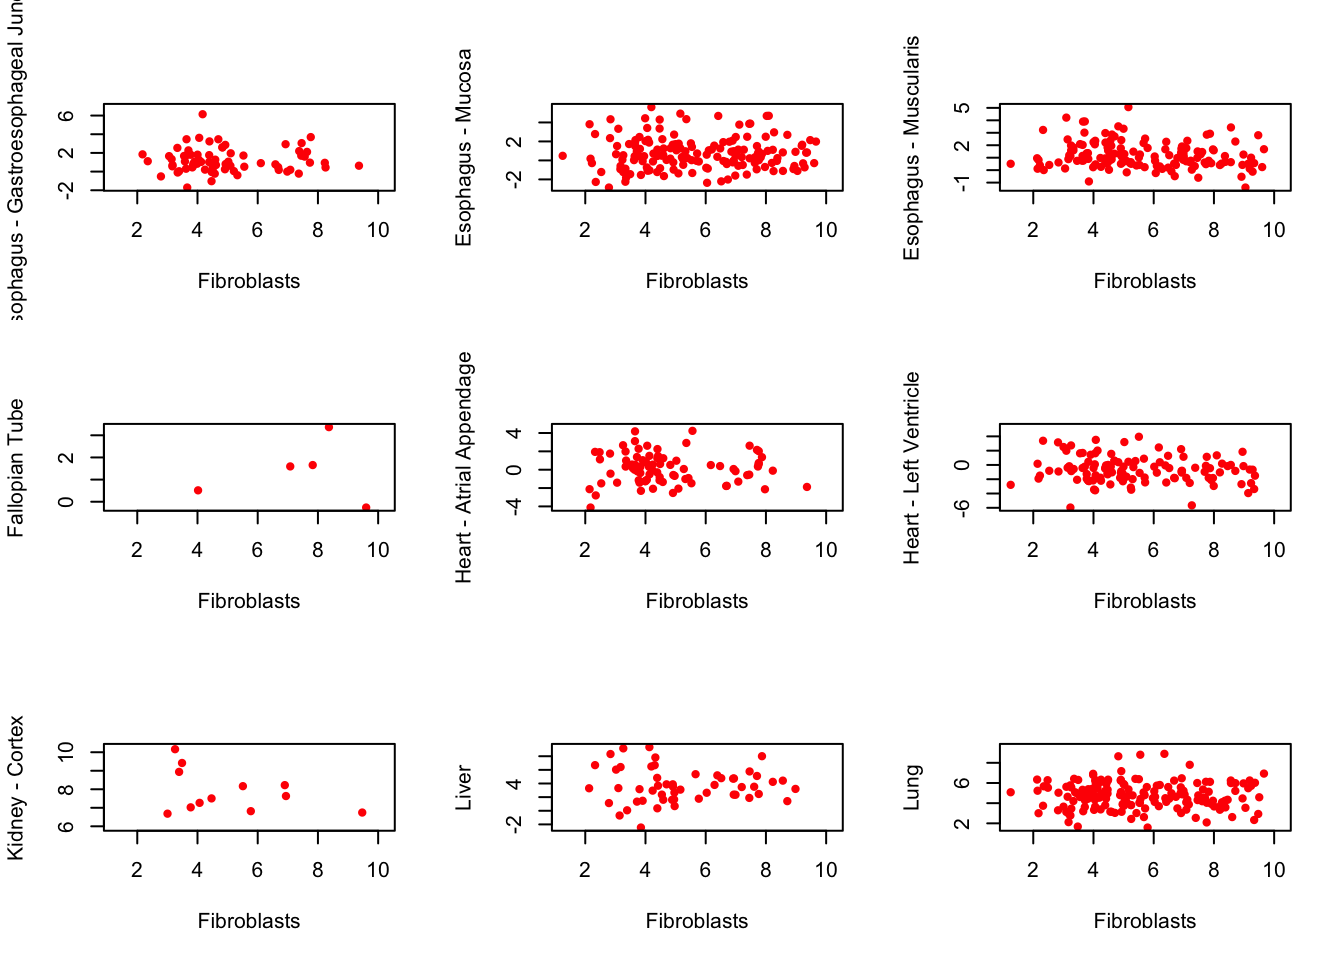 sophagus - Gastroesophageal Junc
6
2
-2
2 4 6 8 10
Fibroblasts
Esophagus - Mucosa
2
-2
2 4 6 8 10
Fibroblasts
Esophagus - Muscularis
5
2
-1
2 4 6 8 10
Fibroblasts
Fallopian Tube
2
0
2 4 6 8 10
Fibroblasts
Heart - Atrial Appendage
4
0
-4
2 4 6 8 10
Fibroblasts
Heart - Left Ventricle
0
-6
2 4 6 8 10
Fibroblasts
Kidney - Cortex
10
8
6
2 4 6 8 10
Fibroblasts
Liver
4
-2
2 4 6 8 10
Fibroblasts
Lung
6
2
2 4 6 8 10
Fibroblasts